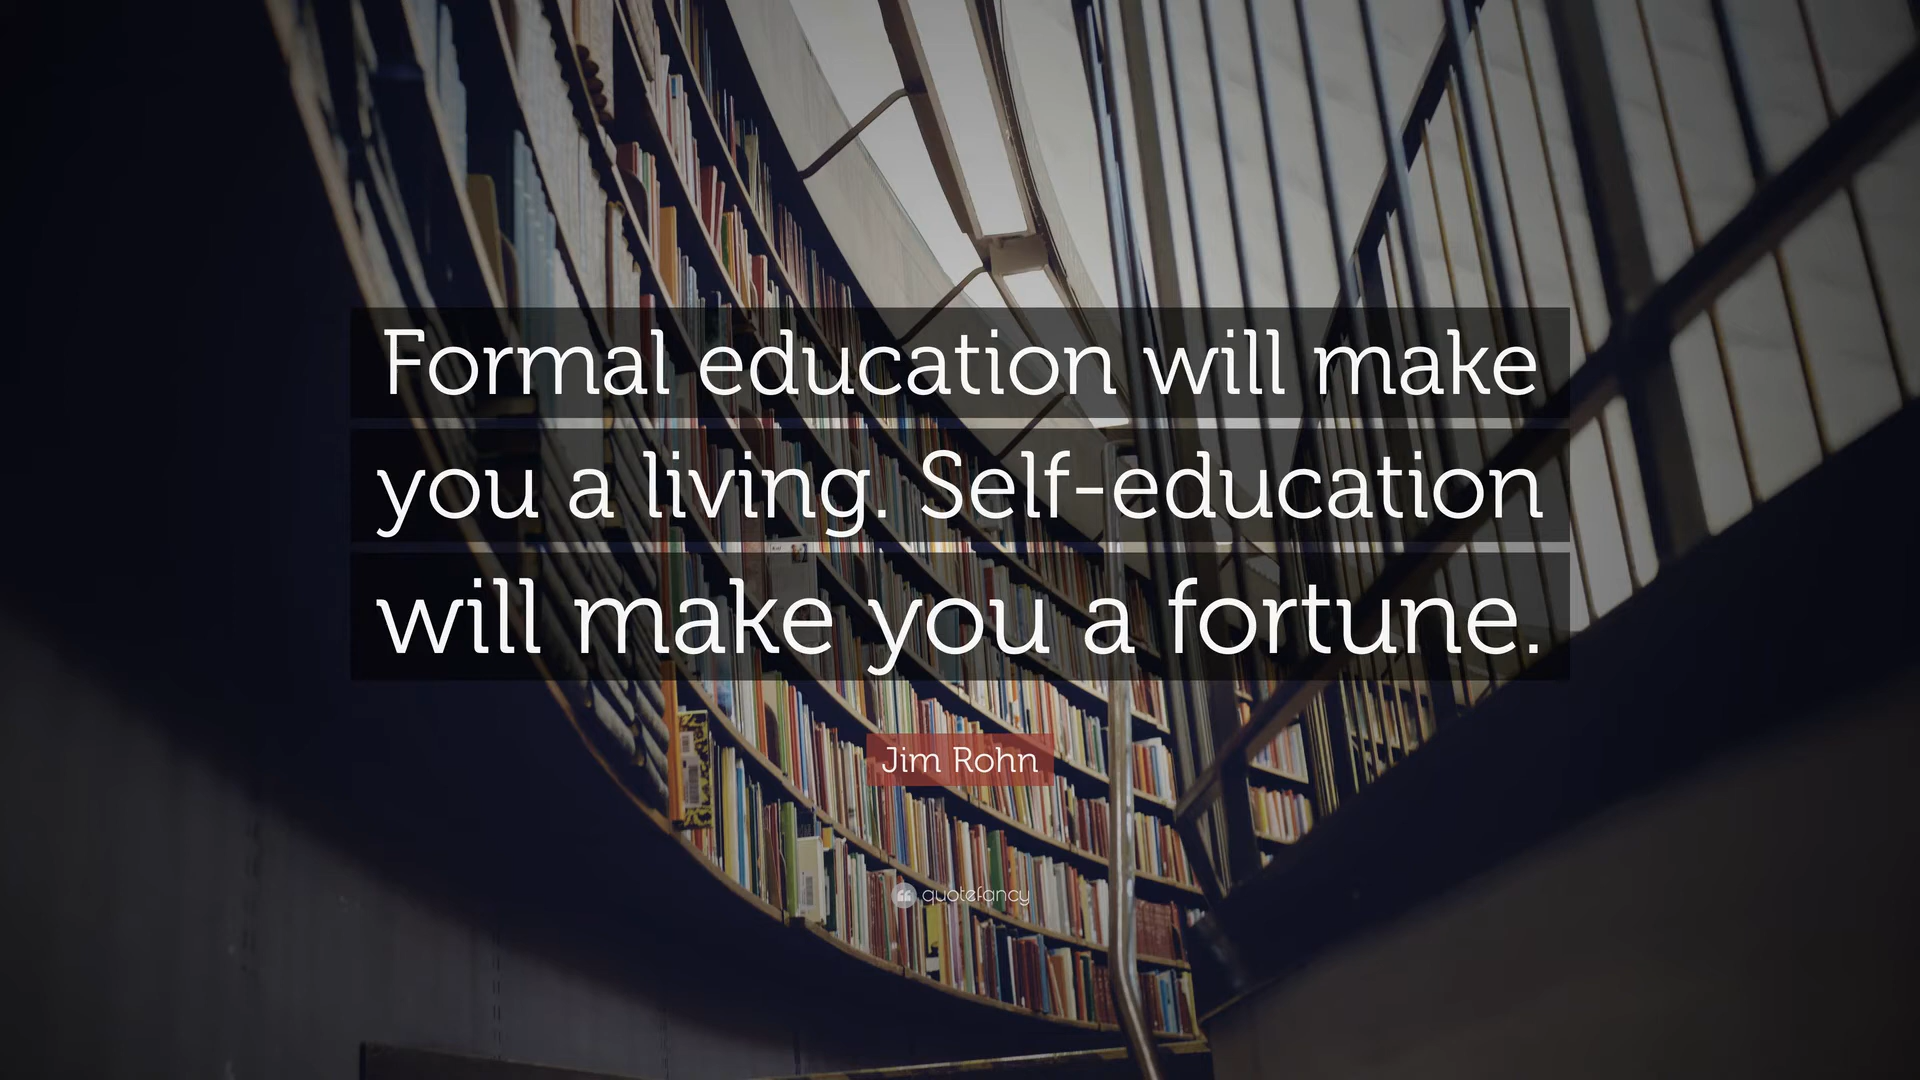 Formal education will make
you a living. Self-education
will make you a fortune.
Jim Rohn
quotefancy